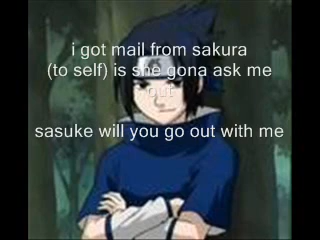 i got mail from sakura
(to self) is she gona ask me
out
sasuke will you go out with me